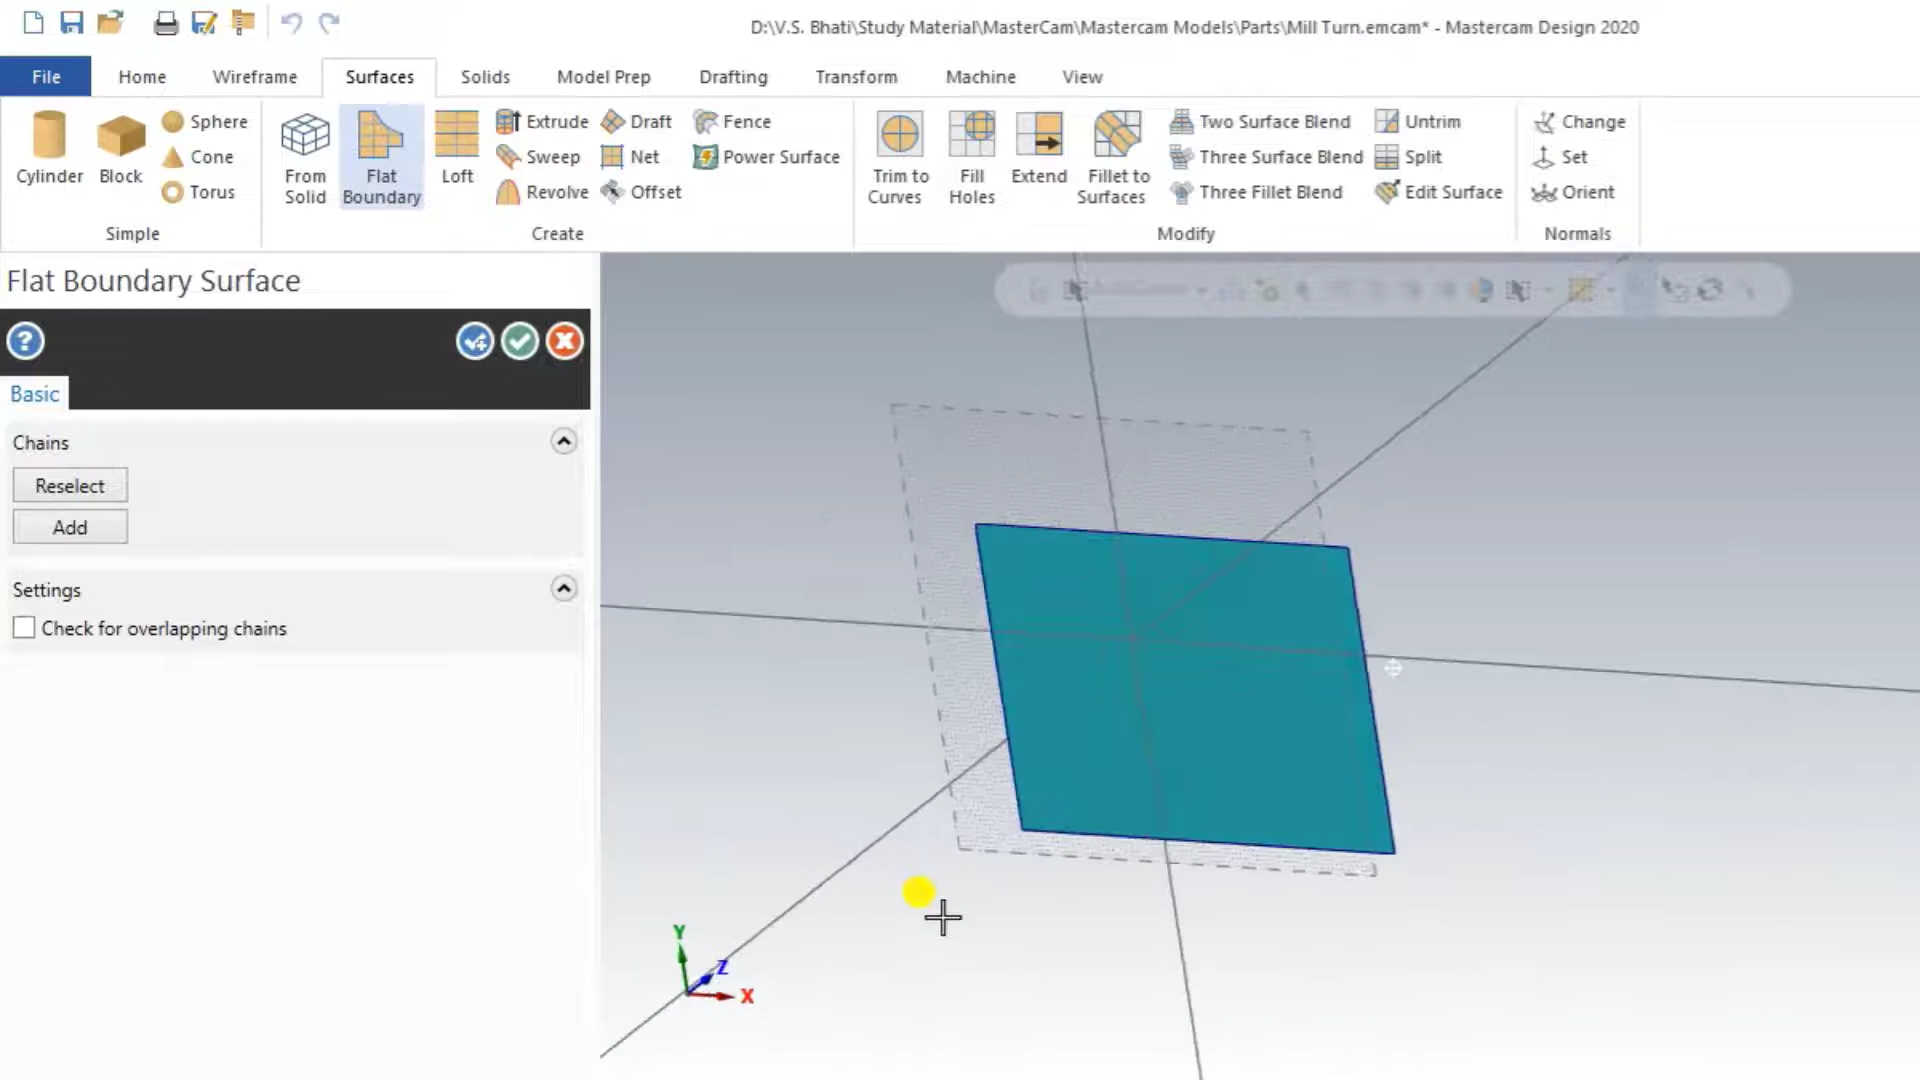 D:\V.S. Bhati\Study Material\MasterCam\Mastercam Models\Parts\Mill Turn.emcam* - Mastercam Design 2020
File Home Wireframe Surfaces Solids Model Prep Drafting Transform Machine View
Cylinder
Block
Sphere
Cone
Torus
Simple
From Solid
Flat Boundary
Loft
Extrude
Sweep
Revolve
Draft
Net
Offset
Fence
Power Surface
Create
Trim to Curves
Fill Holes
Extend
Fillet to Surfaces
Two Surface Blend
Three Surface Blend
Three Fillet Blend
Untrim
Split
Edit Surface
Modify
Change
Set
Orient
Normals
Flat Boundary Surface
Basic
Chains
Reselect
Add
Settings
Check for overlapping chains
Y
Z
X